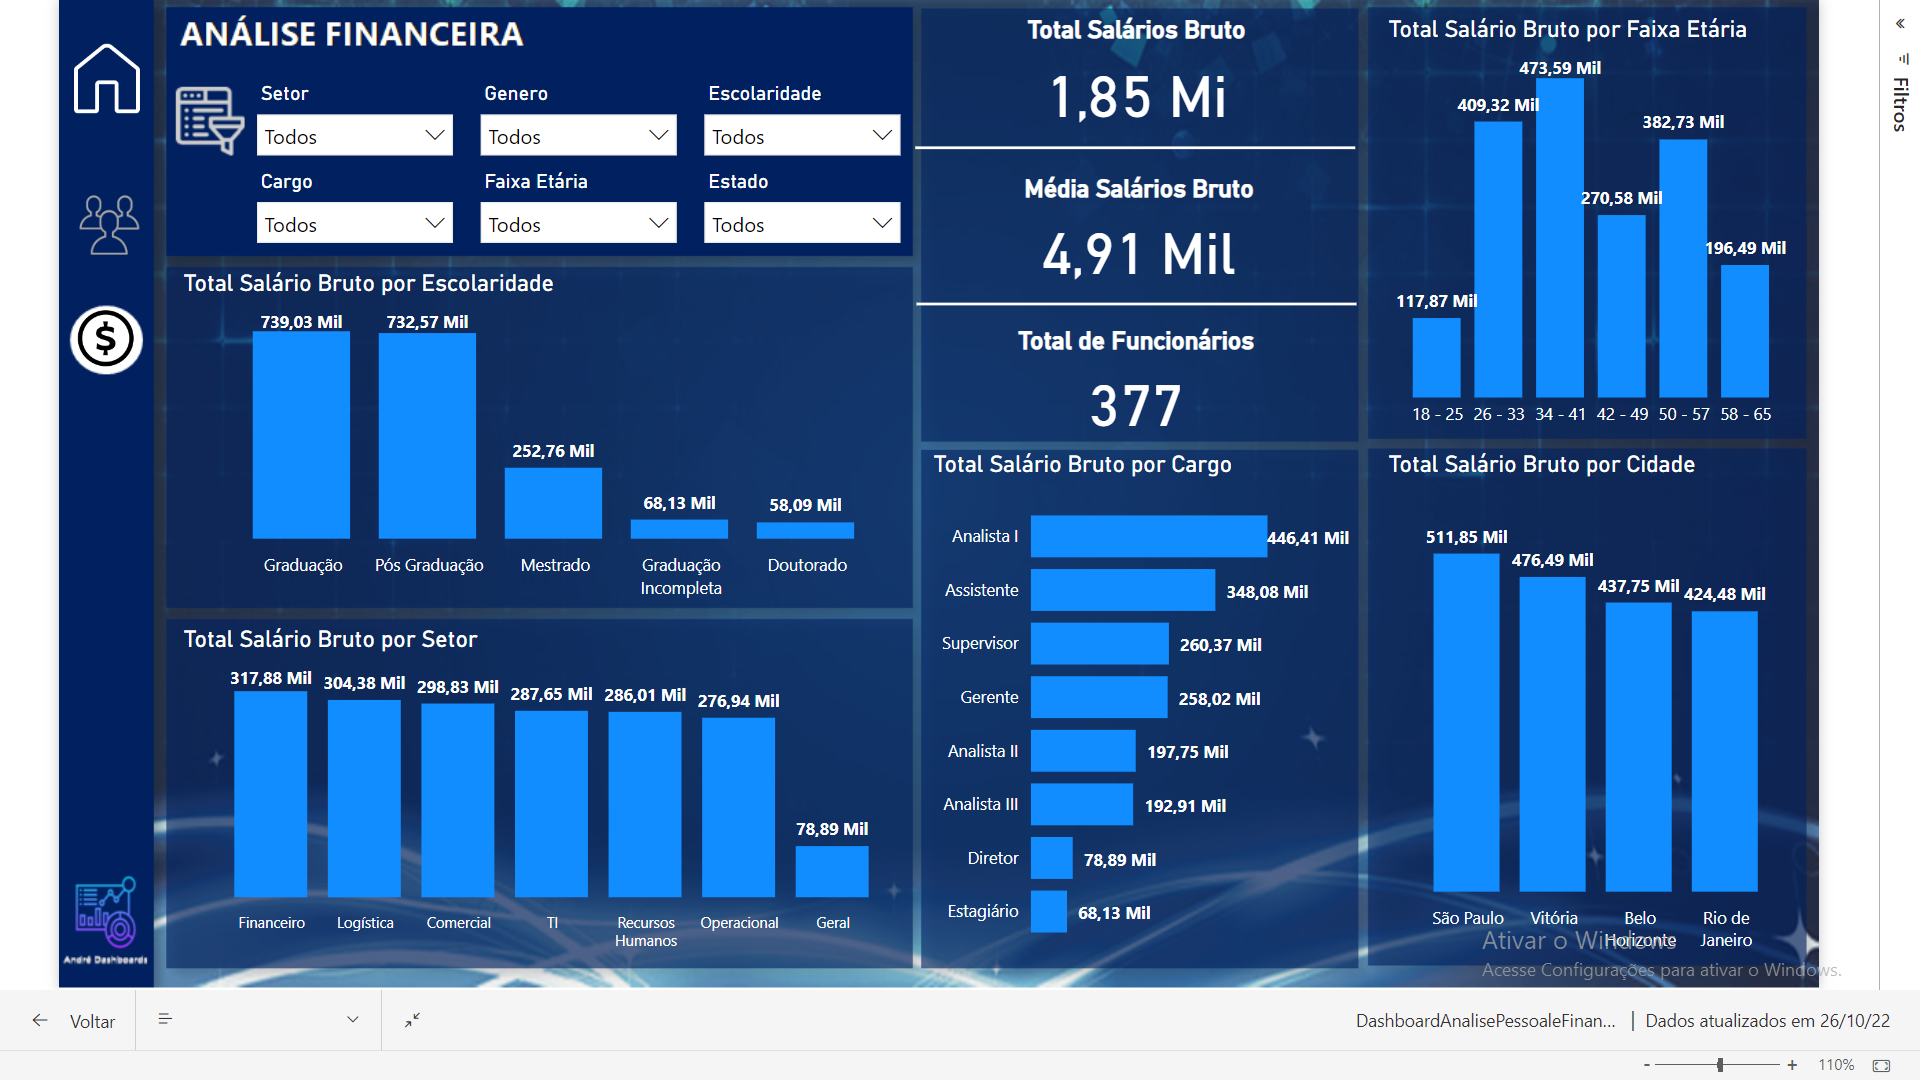 ANÁLISE FINANCEIRA
Setor
Todos
Genero
Todos
Escolaridade
Todos
Cargo
Todos
Faixa Etária
Todos
Estado
Todos
Total Salários Bruto
1,85 Mi
Média Salários Bruto
4,91 Mil
Total de Funcionários
377
Total Salário Bruto por Faixa Etária
117,87 Mil
409,32 Mil
473,59 Mil
270,58 Mil
382,73 Mil
196,49 Mil
18 - 25
26 - 33
34 - 41
42 - 49
50 - 57
58 - 65
Filtros
Total Salário Bruto por Escolaridade
739,03 Mil
732,57 Mil
252,76 Mil
68,13 Mil
58,09 Mil
Graduação
Pós Graduação
Mestrado
Graduação
Incompleta
Doutorado
Total Salário Bruto por Setor
317,88 Mil
304,38 Mil
298,83 Mil
287,65 Mil
286,01 Mil
276,94 Mil
78,89 Mil
Financeiro
Logística
Comercial
TI
Recursos
Humanos
Operacional
Geral
Total Salário Bruto por Cargo
Analista I
446,41 Mil
Assistente
348,08 Mil
Supervisor
260,37 Mil
Gerente
258,02 Mil
Analista II
197,75 Mil
Analista III
192,91 Mil
Diretor
78,89 Mil
Estagiário
68,13 Mil
Total Salário Bruto por Cidade
511,85 Mil
476,49 Mil
437,75 Mil
424,48 Mil
São Paulo
Vitória
Belo
Horizonte
Rio de
Janeiro
Ativar o Windows
Acesse Configurações para ativar o Windows.
André Dashboards
Voltar
DashboardAnalisePessoaleFinan...
| Dados atualizados em 26/10/22
- + 110%